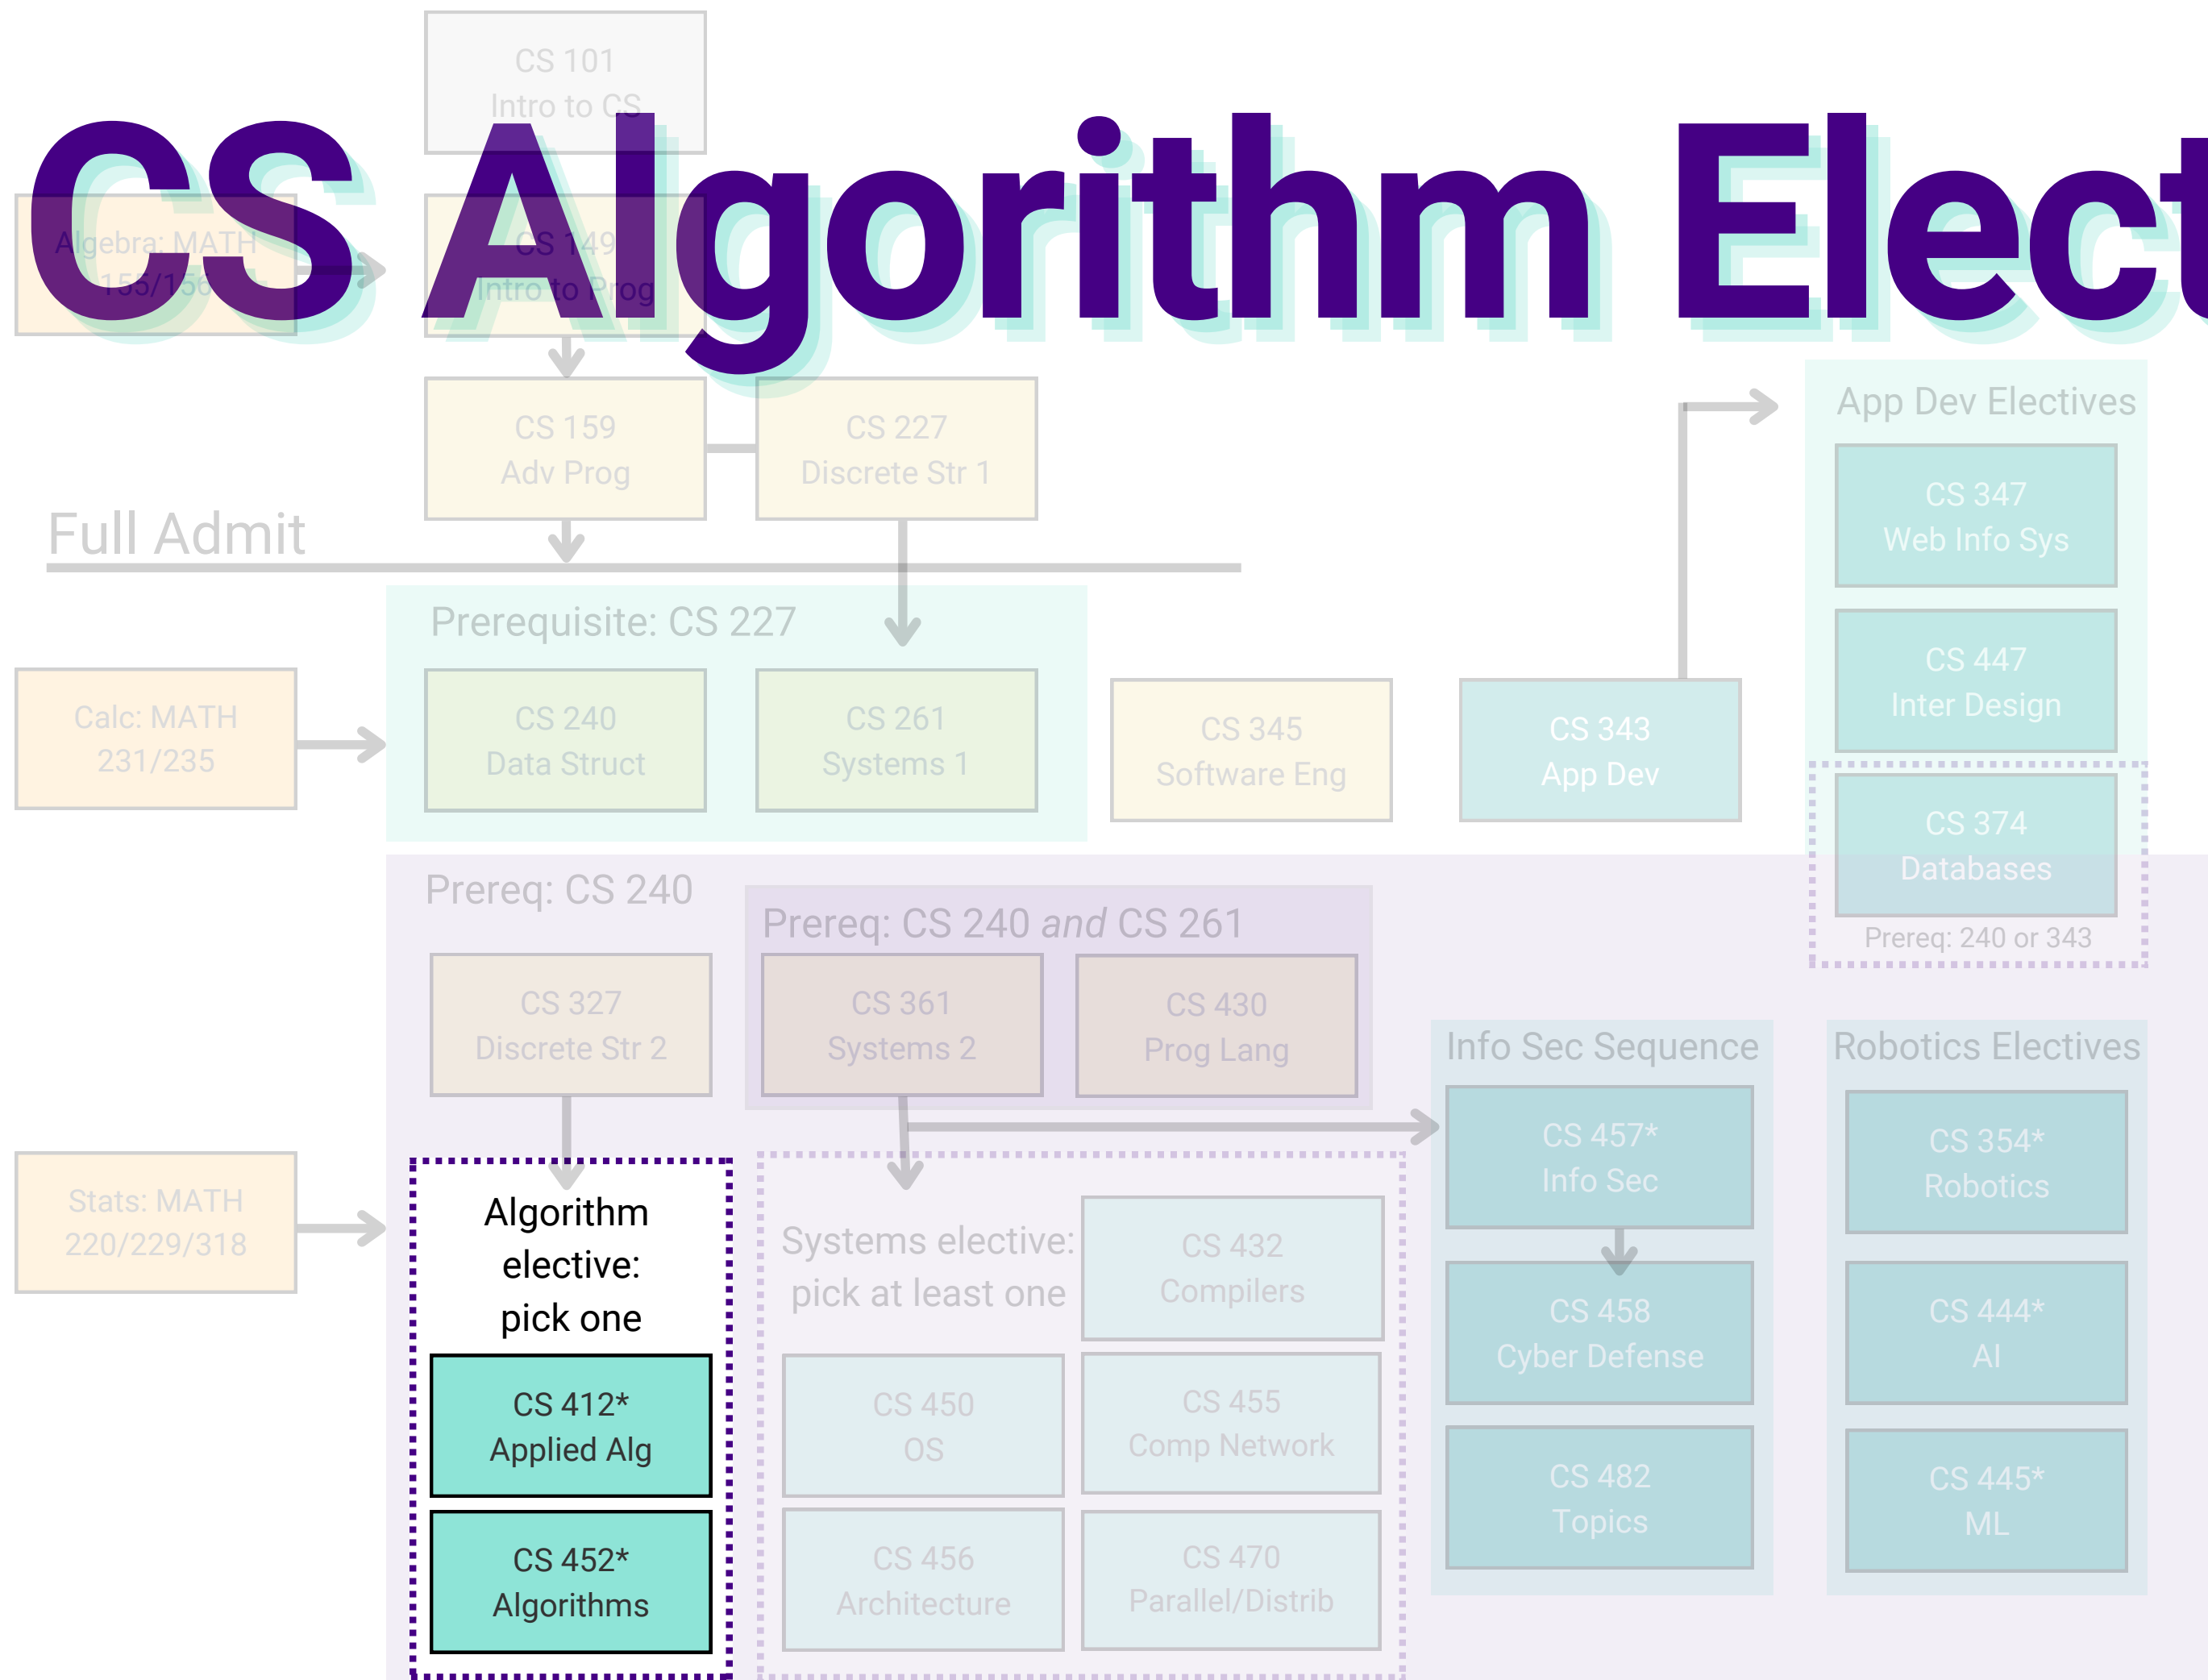 CS 101
Intro to CS
CS Algorithm Elect
Algebra: MATH
155/156
CS 149
Intro to Prog
CS 159
Adv Prog
CS 227
Discrete Str 1
Full Admit
App Dev Electives
CS 347
Web Info Sys
CS 447
Inter Design
CS 374
Databases
Prereq: 240 or 343
Prerequisite: CS 227
Calc: MATH
231/235
CS 240
Data Struct
CS 261
Systems 1
CS 345
Software Eng
CS 343
App Dev
Prereq: CS 240
Prereq: CS 240 and CS 261
CS 327
Discrete Str 2
CS 361
Systems 2
CS 430
Prog Lang
Stats: MATH
220/229/318
Algorithm
elective:
pick one
CS 412*
Applied Alg
CS 452*
Algorithms
Systems elective:
pick at least one
CS 432
Compilers
CS 450
OS
CS 455
Comp Network
CS 456
Architecture
CS 470
Parallel/Distrib
Info Sec Sequence
CS 457*
Info Sec
CS 458
Cyber Defense
CS 482
Topics
Robotics Electives
CS 354*
Robotics
CS 444*
AI
CS 445*
ML